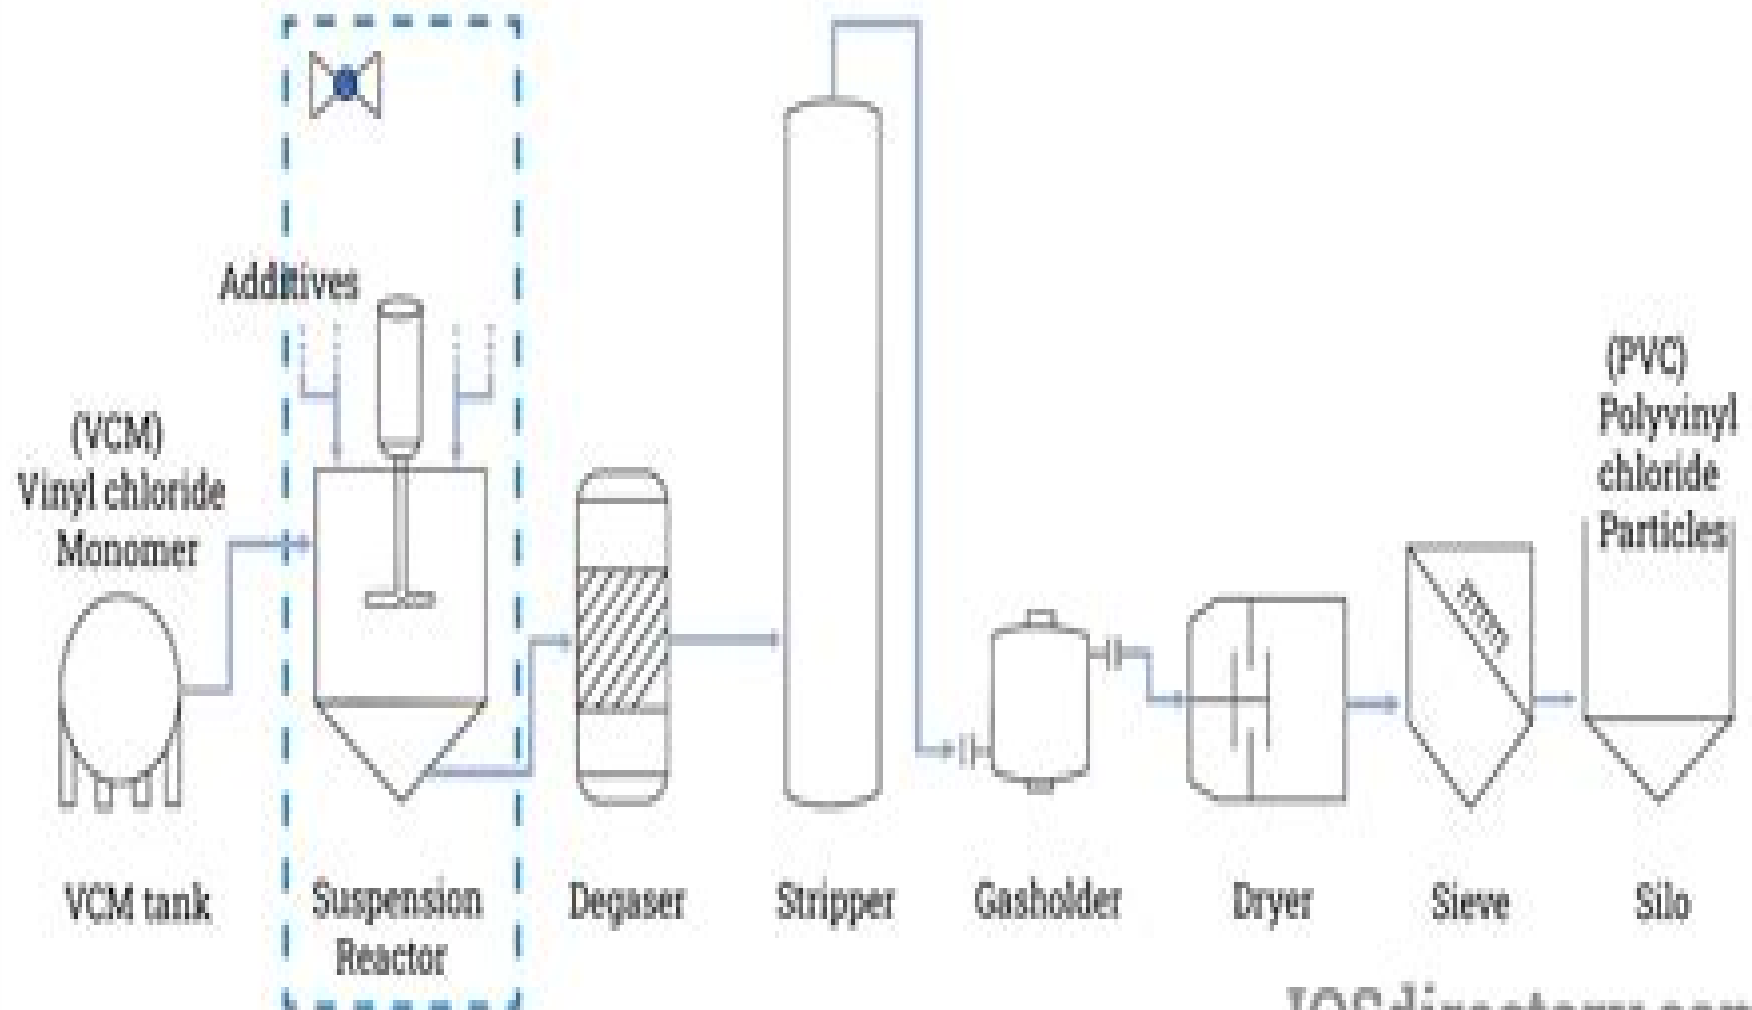 Additives
(VCM)
Vinyl chloride
Monomer
(PVC)
Polyvinyl
chloride
Particles
VCM tank
Suspension
Reactor
Degaser
Stripper
Gasholder
Dryer
Sieve
Silo